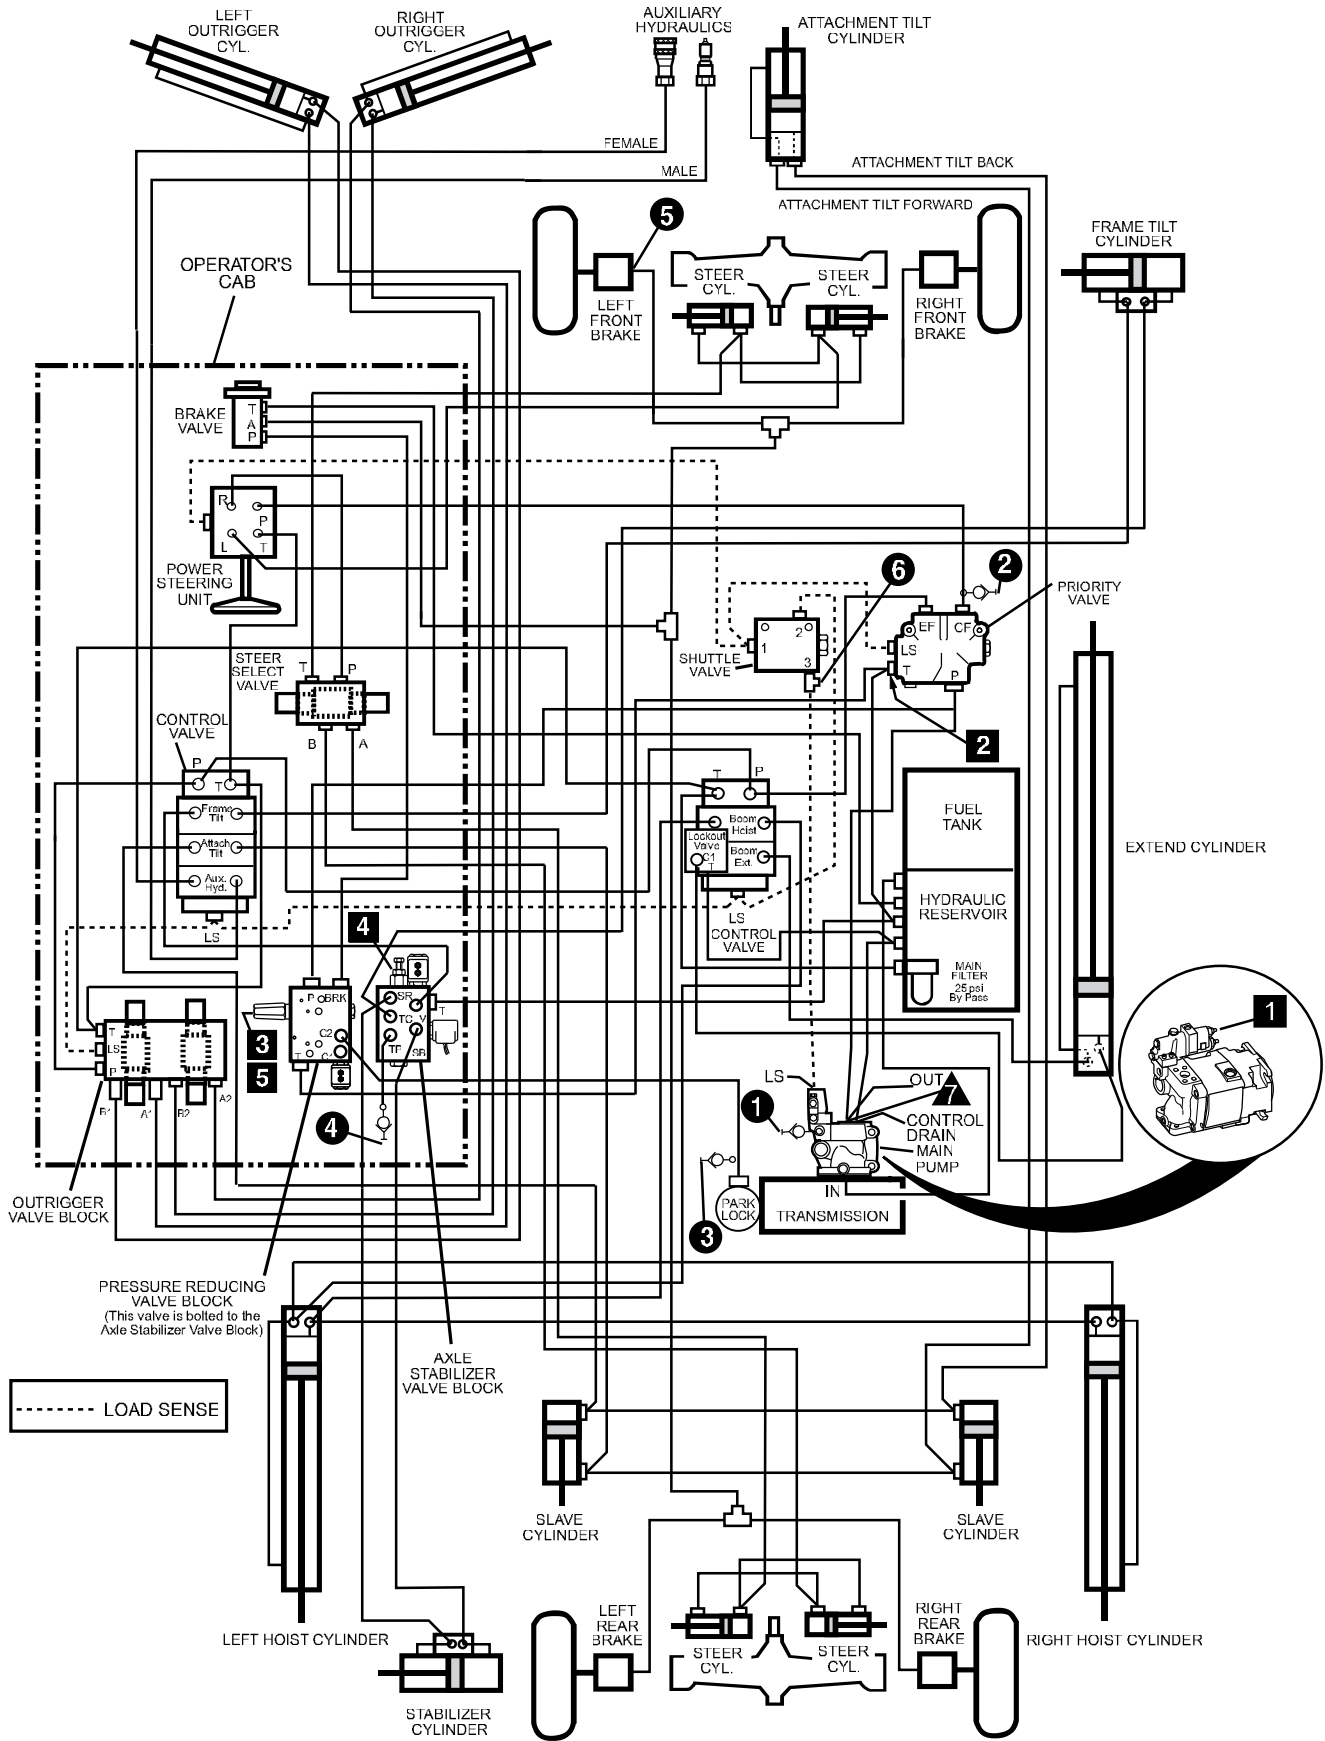 LEFT
OUTRIGGER
CYL.
RIGHT
OUTRIGGER
CYL.
AUXILIARY
HYDRAULICS
ATTACHMENT TILT
CYLINDER
FEMALE
MALE
ATTACHMENT TILT BACK
ATTACHMENT TILT FORWARD
5
FRAME TILT
CYLINDER
OPERATOR'S
CAB
STEER
CYL.
STEER
CYL.
LEFT
FRONT
BRAKE
RIGHT
FRONT
BRAKE
BRAKE
VALVE
T
A
P
R
P
L
T
POWER
STEERING
UNIT
6
2
PRIORITY
VALVE
EF
CF
LS
T
P
2
1
3
SHUTTLE
VALVE
STEER
SELECT
VALVE
T
P
B
A
2
CONTROL
VALVE
P
T
Frame
Tilt
Attach
Tilt
Aux.
Hyd.
LS
T
P
Boom
Hoist
Lockout
Valve
C1
T
Boom
Ext.
LS
CONTROL
VALVE
FUEL
TANK
HYDRAULIC
RESERVOIR
MAIN
FILTER
25 psi
By Pass
EXTEND CYLINDER
1
4
P
BRK
C2
C1
T
SR
TC
V
TP
SB
T
3
5
T
LS
P
B1
A1
B2
A2
4
LS
OUT
7
1
CONTROL
DRAIN
MAIN
PUMP
IN
PARK
LOCK
TRANSMISSION
3
OUTRIGGER
VALVE BLOCK
PRESSURE REDUCING
VALVE BLOCK
(This valve is bolted to the
Axle Stabilizer Valve Block)
AXLE
STABILIZER
VALVE BLOCK
LOAD SENSE
SLAVE
CYLINDER
SLAVE
CYLINDER
LEFT HOIST CYLINDER
LEFT
REAR
BRAKE
RIGHT
REAR
BRAKE
RIGHT HOIST CYLINDER
STEER
CYL.
STEER
CYL.
STABILIZER
CYLINDER